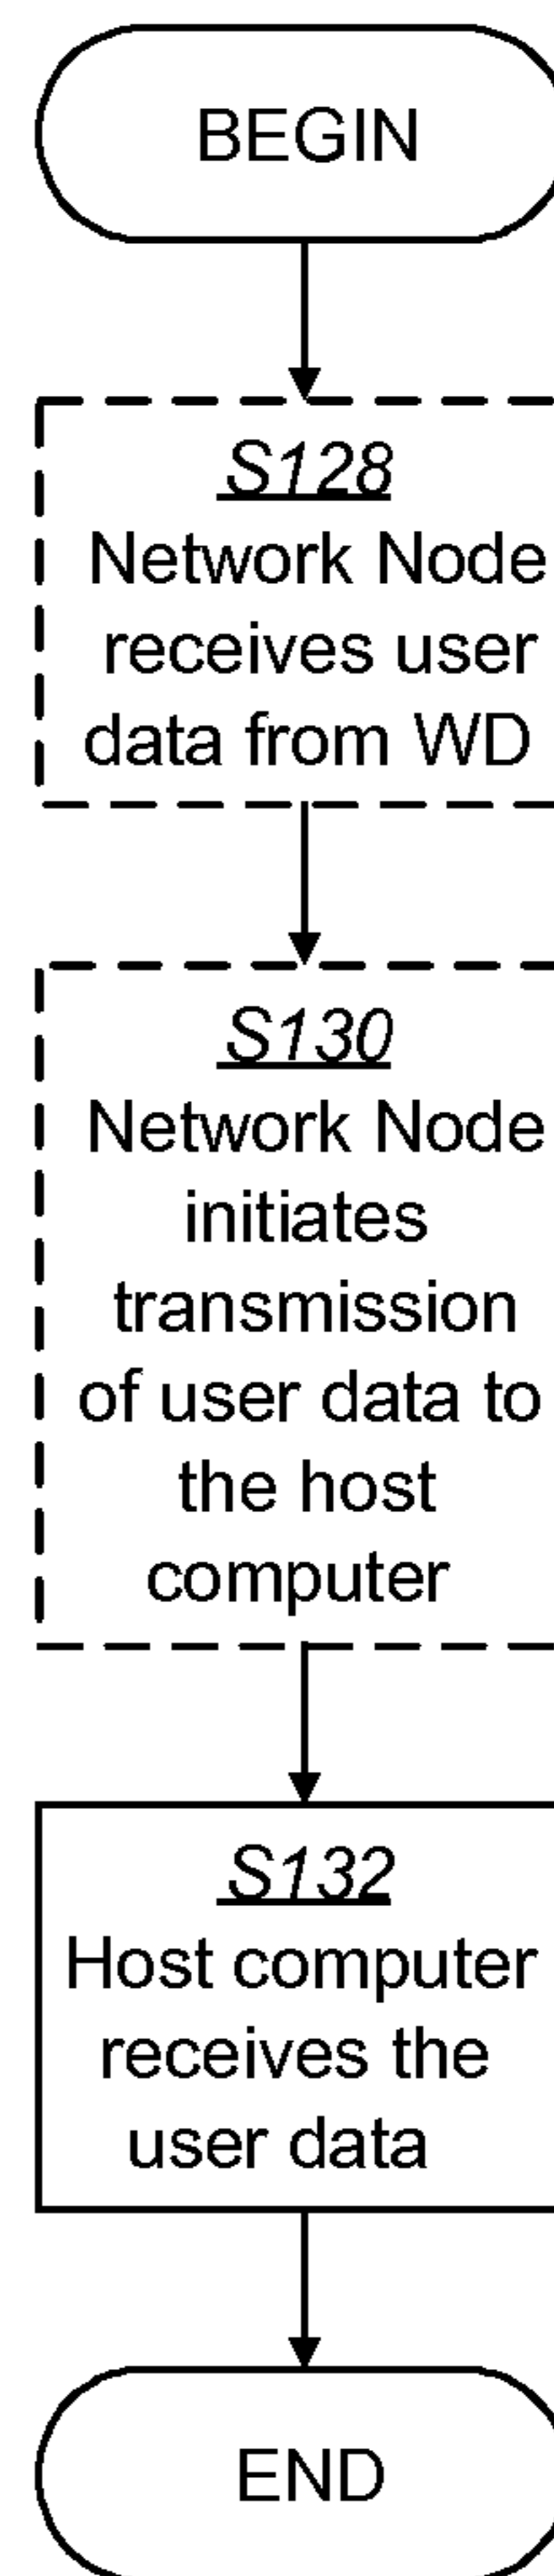 BEGIN
S128
Network Node
receives user
data from WD
S130
Network Node
initiates
transmission
of user data to
the host
computer
S132
Host computer
receives the
user data
END